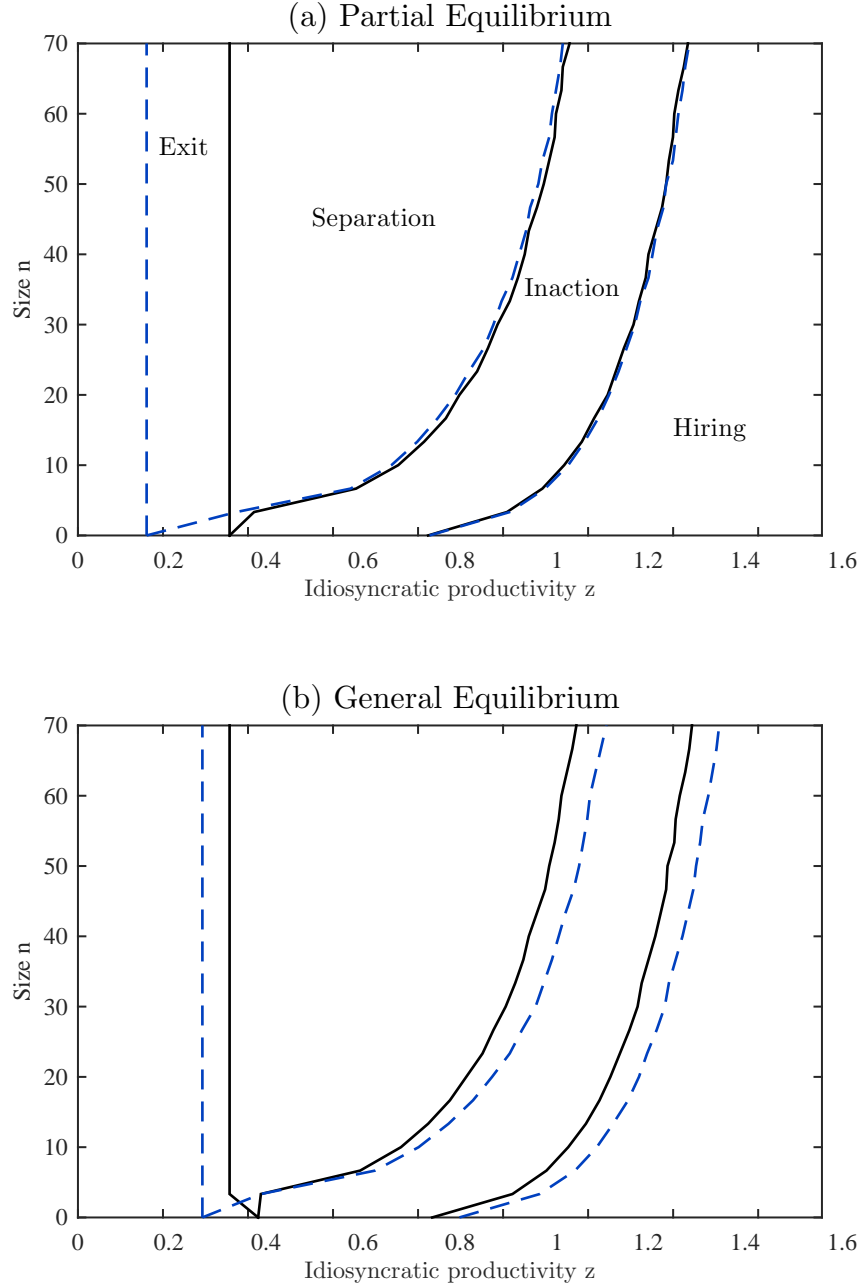 (a) Partial Equilibrium
70
60
50
40
30
20
10
0
Size n
Exit
Separation
Inaction
Hiring
0 0.2 0.4 0.6 0.8 1 1.2 1.4 1.6
Idiosyncratic productivity z
(b) General Equilibrium
70
60
50
40
30
20
10
0
Size n
0 0.2 0.4 0.6 0.8 1 1.2 1.4 1.6
Idiosyncratic productivity z